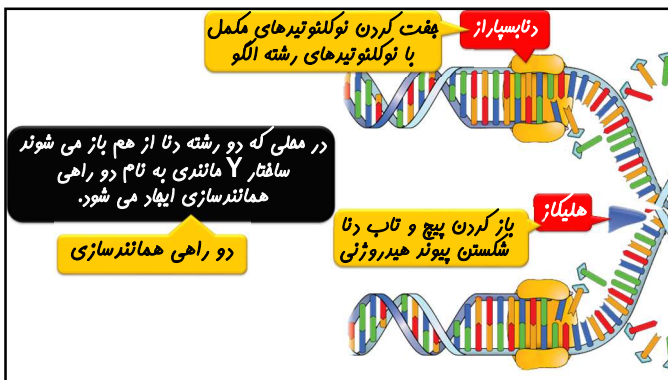 دنابسپاراز
جفت کردن نوکلئوتیدهای مکمل
با نوکلئوتیدهای رشته الگو
در محلی که دو رشته دنا از هم باز می شوند
ساختار Y مانندی به نام دو راهی
همانندسازی ایجاد می شود.
دو راهی همانندسازی
هلیکاز
باز کردن پیچ و تاب دنا
شکستن پیوند هیدروژنی